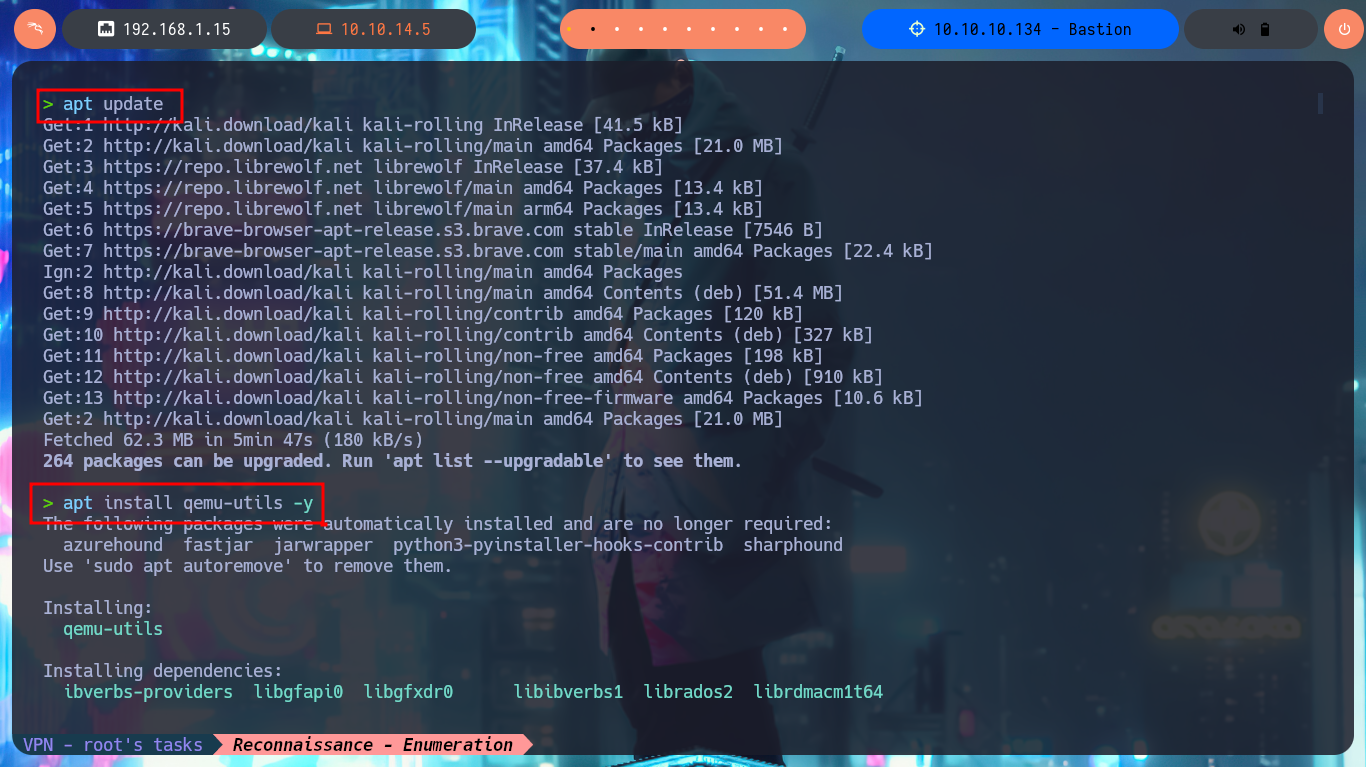 192.168.1.15
10.10.14.5
10.10.10.134 - Bastion
> apt update
Get:1 http://kali.download/kali kali-rolling InRelease [41.5 kB]
Get:2 http://kali.download/kali kali-rolling/main amd64 Packages [21.0 MB]
Get:3 https://repo.librewolf.net librewolf InRelease [37.4 kB]
Get:4 https://repo.librewolf.net librewolf/main amd64 Packages [13.4 kB]
Get:5 https://repo.librewolf.net librewolf/main arm64 Packages [13.4 kB]
Get:6 https://brave-browser-apt-release.s3.brave.com stable InRelease [7546 B]
Get:7 https://brave-browser-apt-release.s3.brave.com stable/main amd64 Packages [22.4 kB]
Ign:2 http://kali.download/kali kali-rolling/main amd64 Packages
Get:8 http://kali.download/kali kali-rolling/main amd64 Contents (deb) [51.4 MB]
Get:9 http://kali.download/kali kali-rolling/contrib amd64 Packages [120 kB]
Get:10 http://kali.download/kali kali-rolling/contrib amd64 Contents (deb) [327 kB]
Get:11 http://kali.download/kali kali-rolling/non-free amd64 Packages [198 kB]
Get:12 http://kali.download/kali kali-rolling/non-free amd64 Contents (deb) [910 kB]
Get:13 http://kali.download/kali kali-rolling/non-free-firmware amd64 Packages [10.6 kB]
Get:2 http://kali.download/kali kali-rolling/main amd64 Packages [21.0 MB]
Fetched 62.3 MB in 5min 47s (180 kB/s)
264 packages can be upgraded. Run 'apt list --upgradable' to see them.
> apt install qemu-utils -y
The following packages were automatically installed and are no longer required:
azurehound fastjar jarwrapper python3-pyinstaller-hooks-contrib sharphound
Use 'sudo apt autoremove' to remove them.
Installing:
qemu-utils
Installing dependencies:
ibverbs-providers libgfapi0 libgfxdr0 libibverbs1 librados2 librdmacm1t64
VPN - root's tasks Reconnaissance - Enumeration